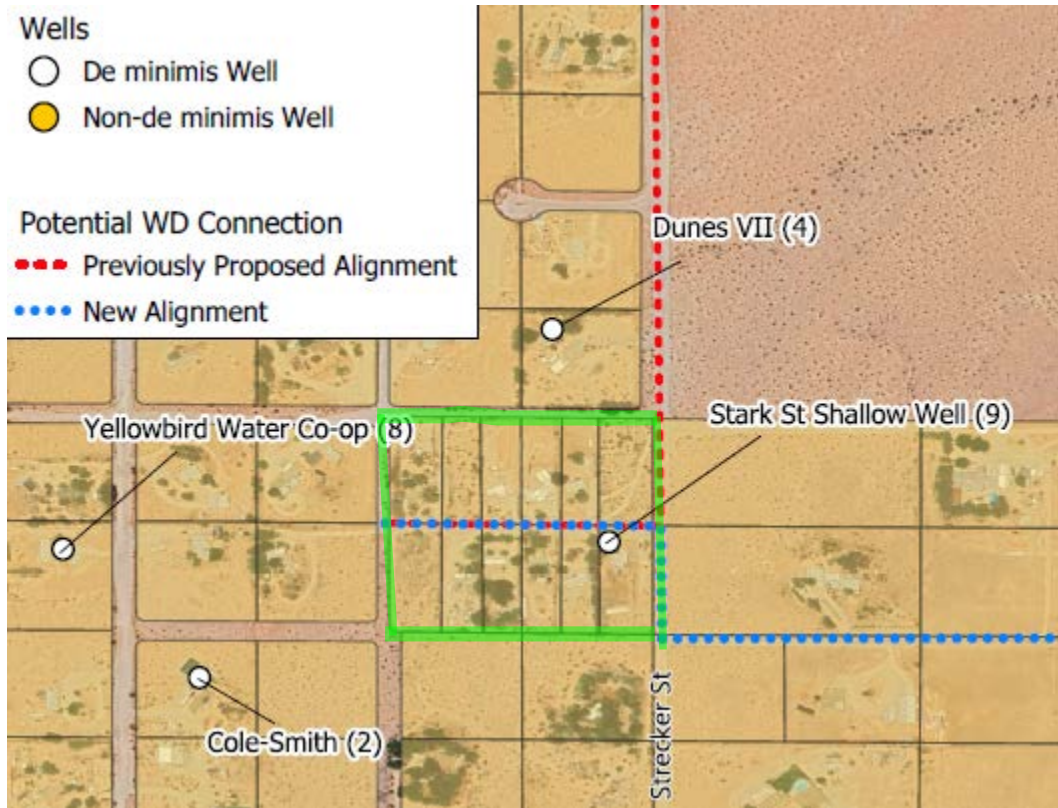 Wells
De minimis Well
Non-de minimis Well
Potential WD Connection
Previously Proposed Alignment
New Alignment
Dunes VII (4)
Yellowbird Water Co-op (8)
Stark St Shallow Well (9)
Cole-Smith (2)
Strecker St